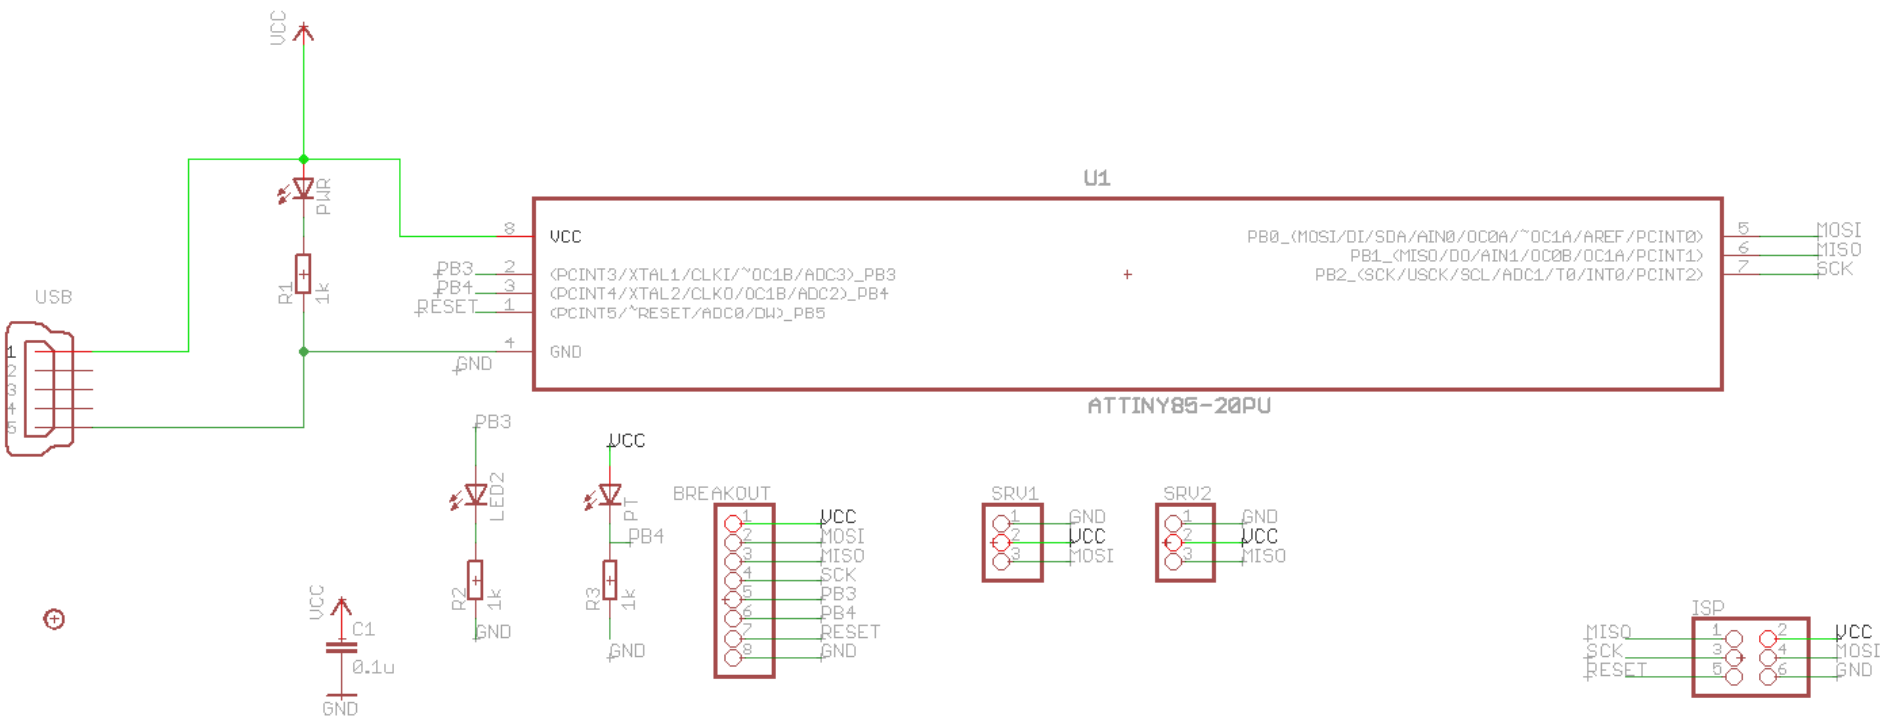 VCC
PWR
R1
1k
USB
1
2
3
4
5
U1
8
VCC
PB3
2
(PCINT3/XTAL1/CLKI/~OC1B/ADC3)_PB3
PB4
3
(PCINT4/XTAL2/CLKO/OC1B/ADC2)_PB4
RESET
1
(PCINT5/~RESET/ADC0/DW)_PB5
4
GND
GND
PB0_(MOSI/DI/SDA/AIN0/OC0A/~OC1A/AREF/PCINT0)
5
MOSI
PB1_(MISO/DO/AIN1/OC0B/OC1A/PCINT1)
6
MISO
PB2_(SCK/USCK/SCL/ADC1/T0/INT0/PCINT2)
7
SCK
ATTINY85-20PU
PB3
LED2
R2
1k
GND
VCC
PT
PB4
R3
1k
GND
VCC
C1
0.1u
GND
BREAKOUT
1 VCC
2 MOSI
3 MISO
4 SCK
5 PB3
6 PB4
7 RESET
8 GND
SRV1
1 GND
2 VCC
3 MOSI
SRV2
1 GND
2 VCC
3 MISO
ISP
MISO 1 2 VCC
SCK 3 4 MOSI
RESET 5 6 GND